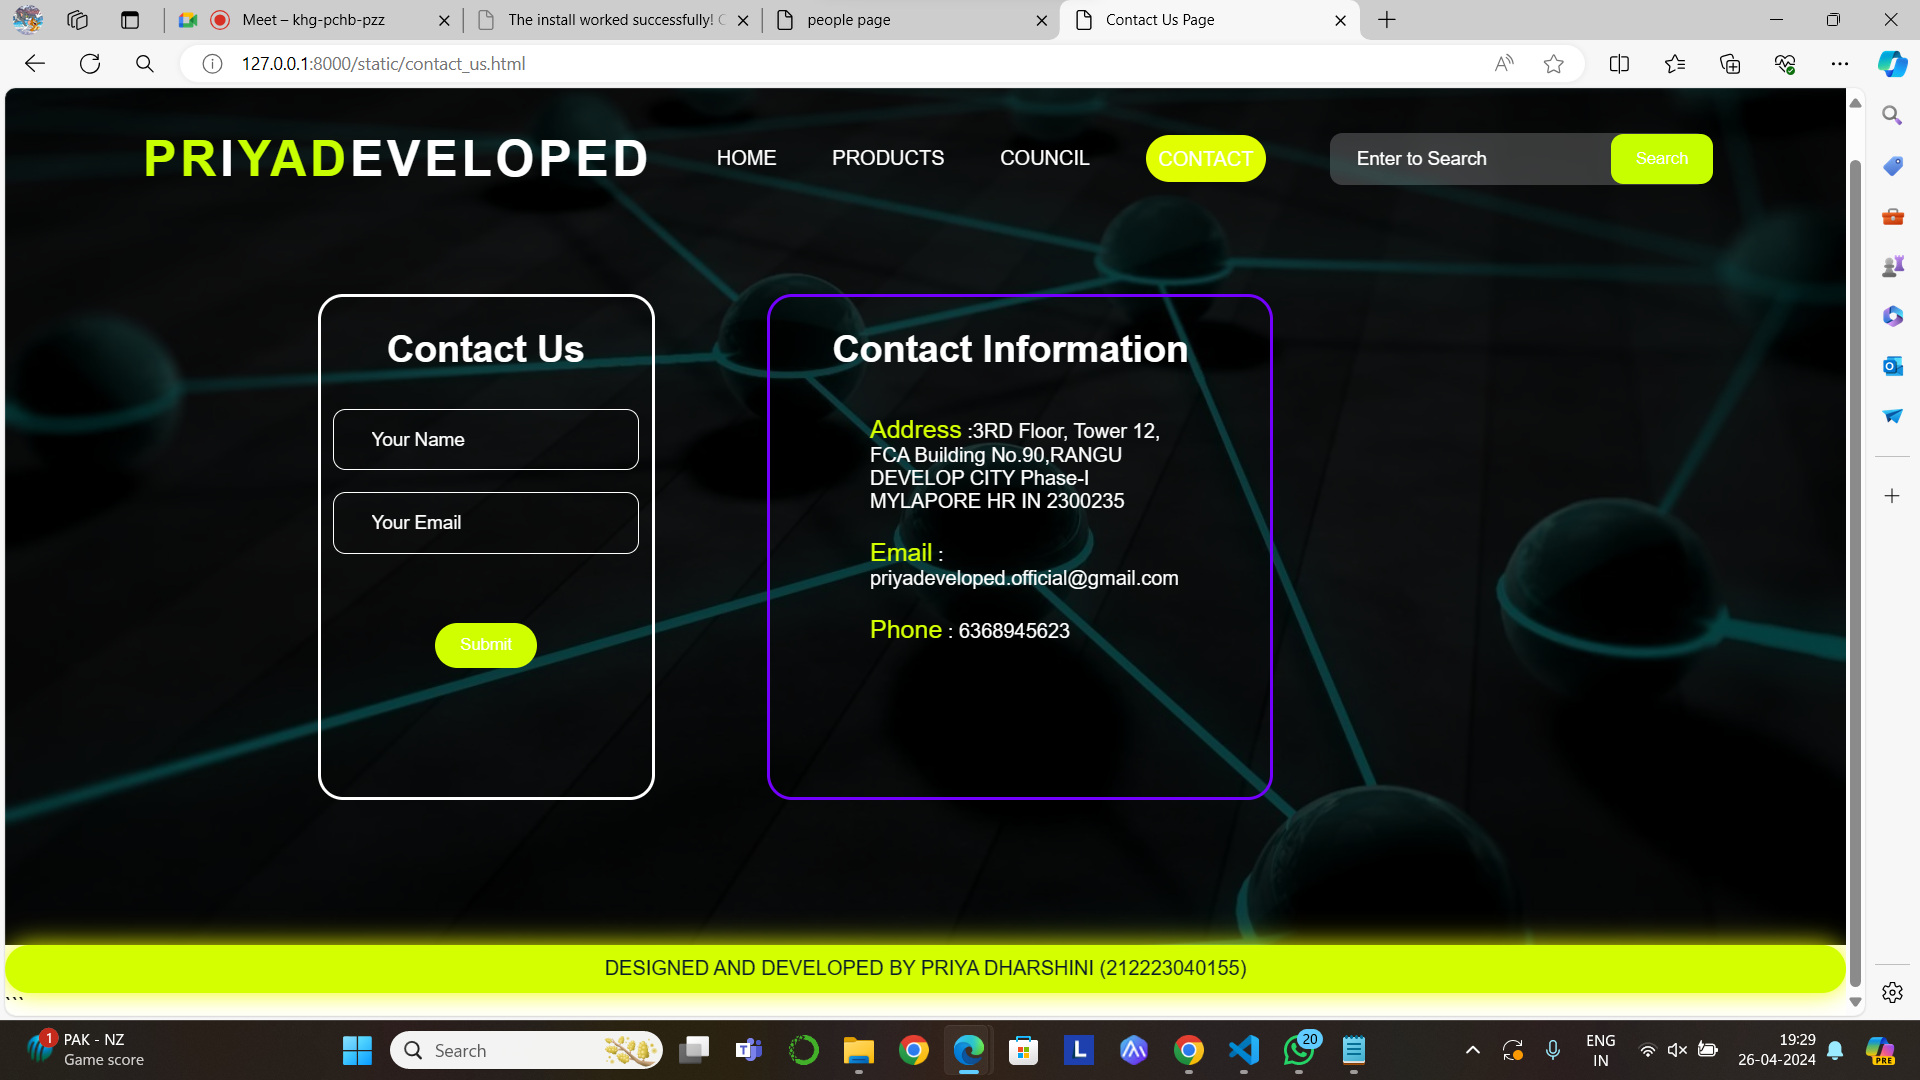 Meet – khg-pchb-pzz
The install worked successfully! C
people page
Contact Us Page
127.0.0.1:8000/static/contact_us.html
PRIYADEVELOPED
HOME
PRODUCTS
COUNCIL
CONTACT
Enter to Search
Search
Contact Us
Your Name
Your Email
Submit
Contact Information
Address :3RD Floor, Tower 12,
FCA Building No.90,RANGU
DEVELOP CITY Phase-I
MYLAPORE HR IN 2300235
Email :
priyadeveloped.official@gmail.com
Phone : 6368945623
DESIGNED AND DEVELOPED BY PRIYA DHARSHINI (212223040155)
```
1
PAK - NZ
Game score
Search
L
20
ENG
IN
19:29
26-04-2024
PRE